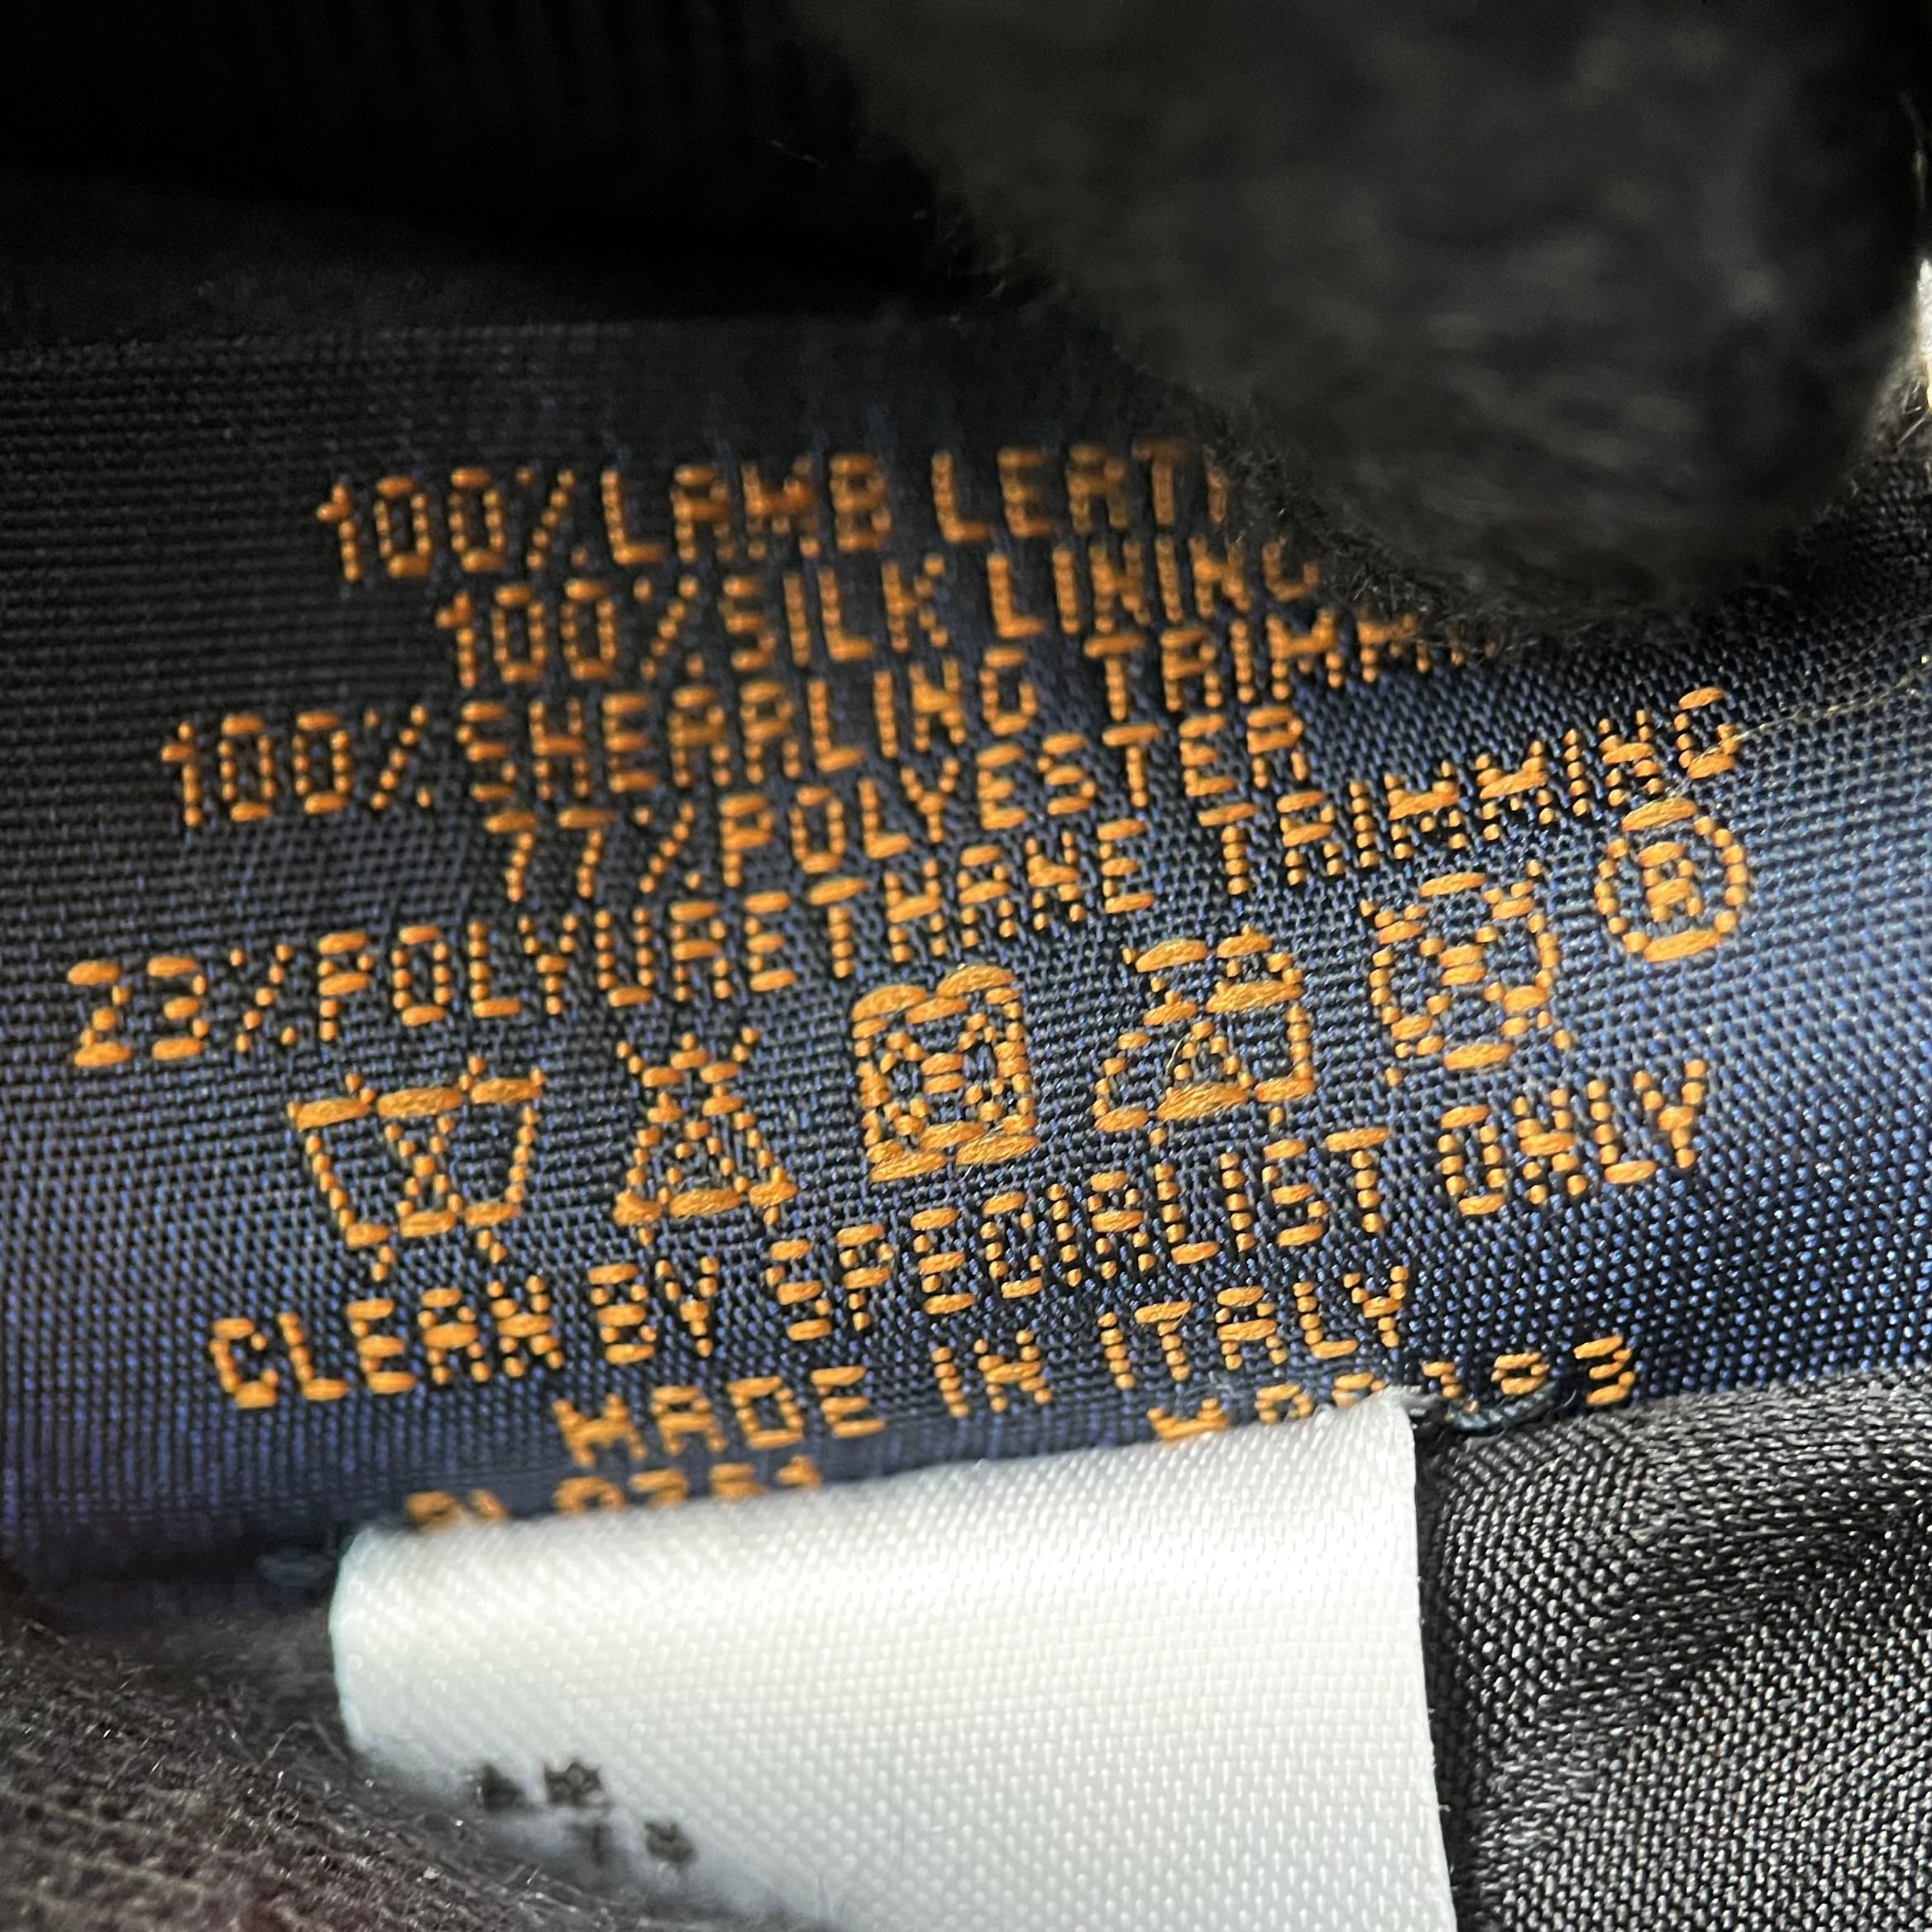 100%LAMB LEATH
100%SILK LINING
100%SHEARLING TRIMM
77%POLYESTER
23%POLYURETHANE TRIMMING
CLEAN BY SPECIALIST ONLY
MADE IN ITALY